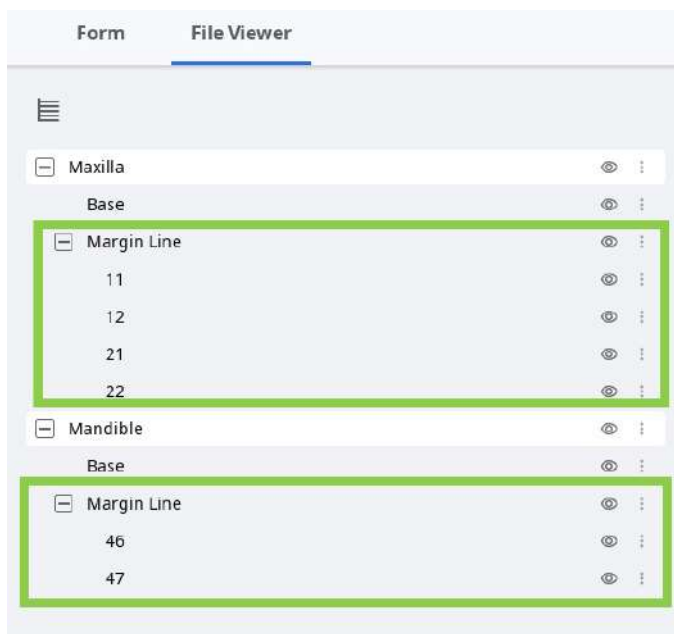 Form File Viewer
Maxilla
Base
Margin Line
11
12
21
22
Mandible
Base
Margin Line
46
47